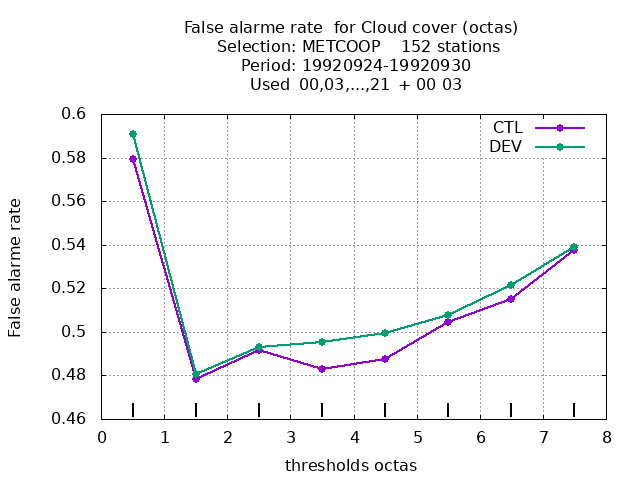 False alarme rate  for Cloud cover (octas)
Selection: METCOOP    152 stations
Period: 19920924-19920930
Used  00,03,...,21  + 00 03
CTL
DEV
False alarme rate
0.6
0.58
0.56
0.54
0.52
0.5
0.48
0.46
0 1 2 3 4 5 6 7 8
thresholds octas